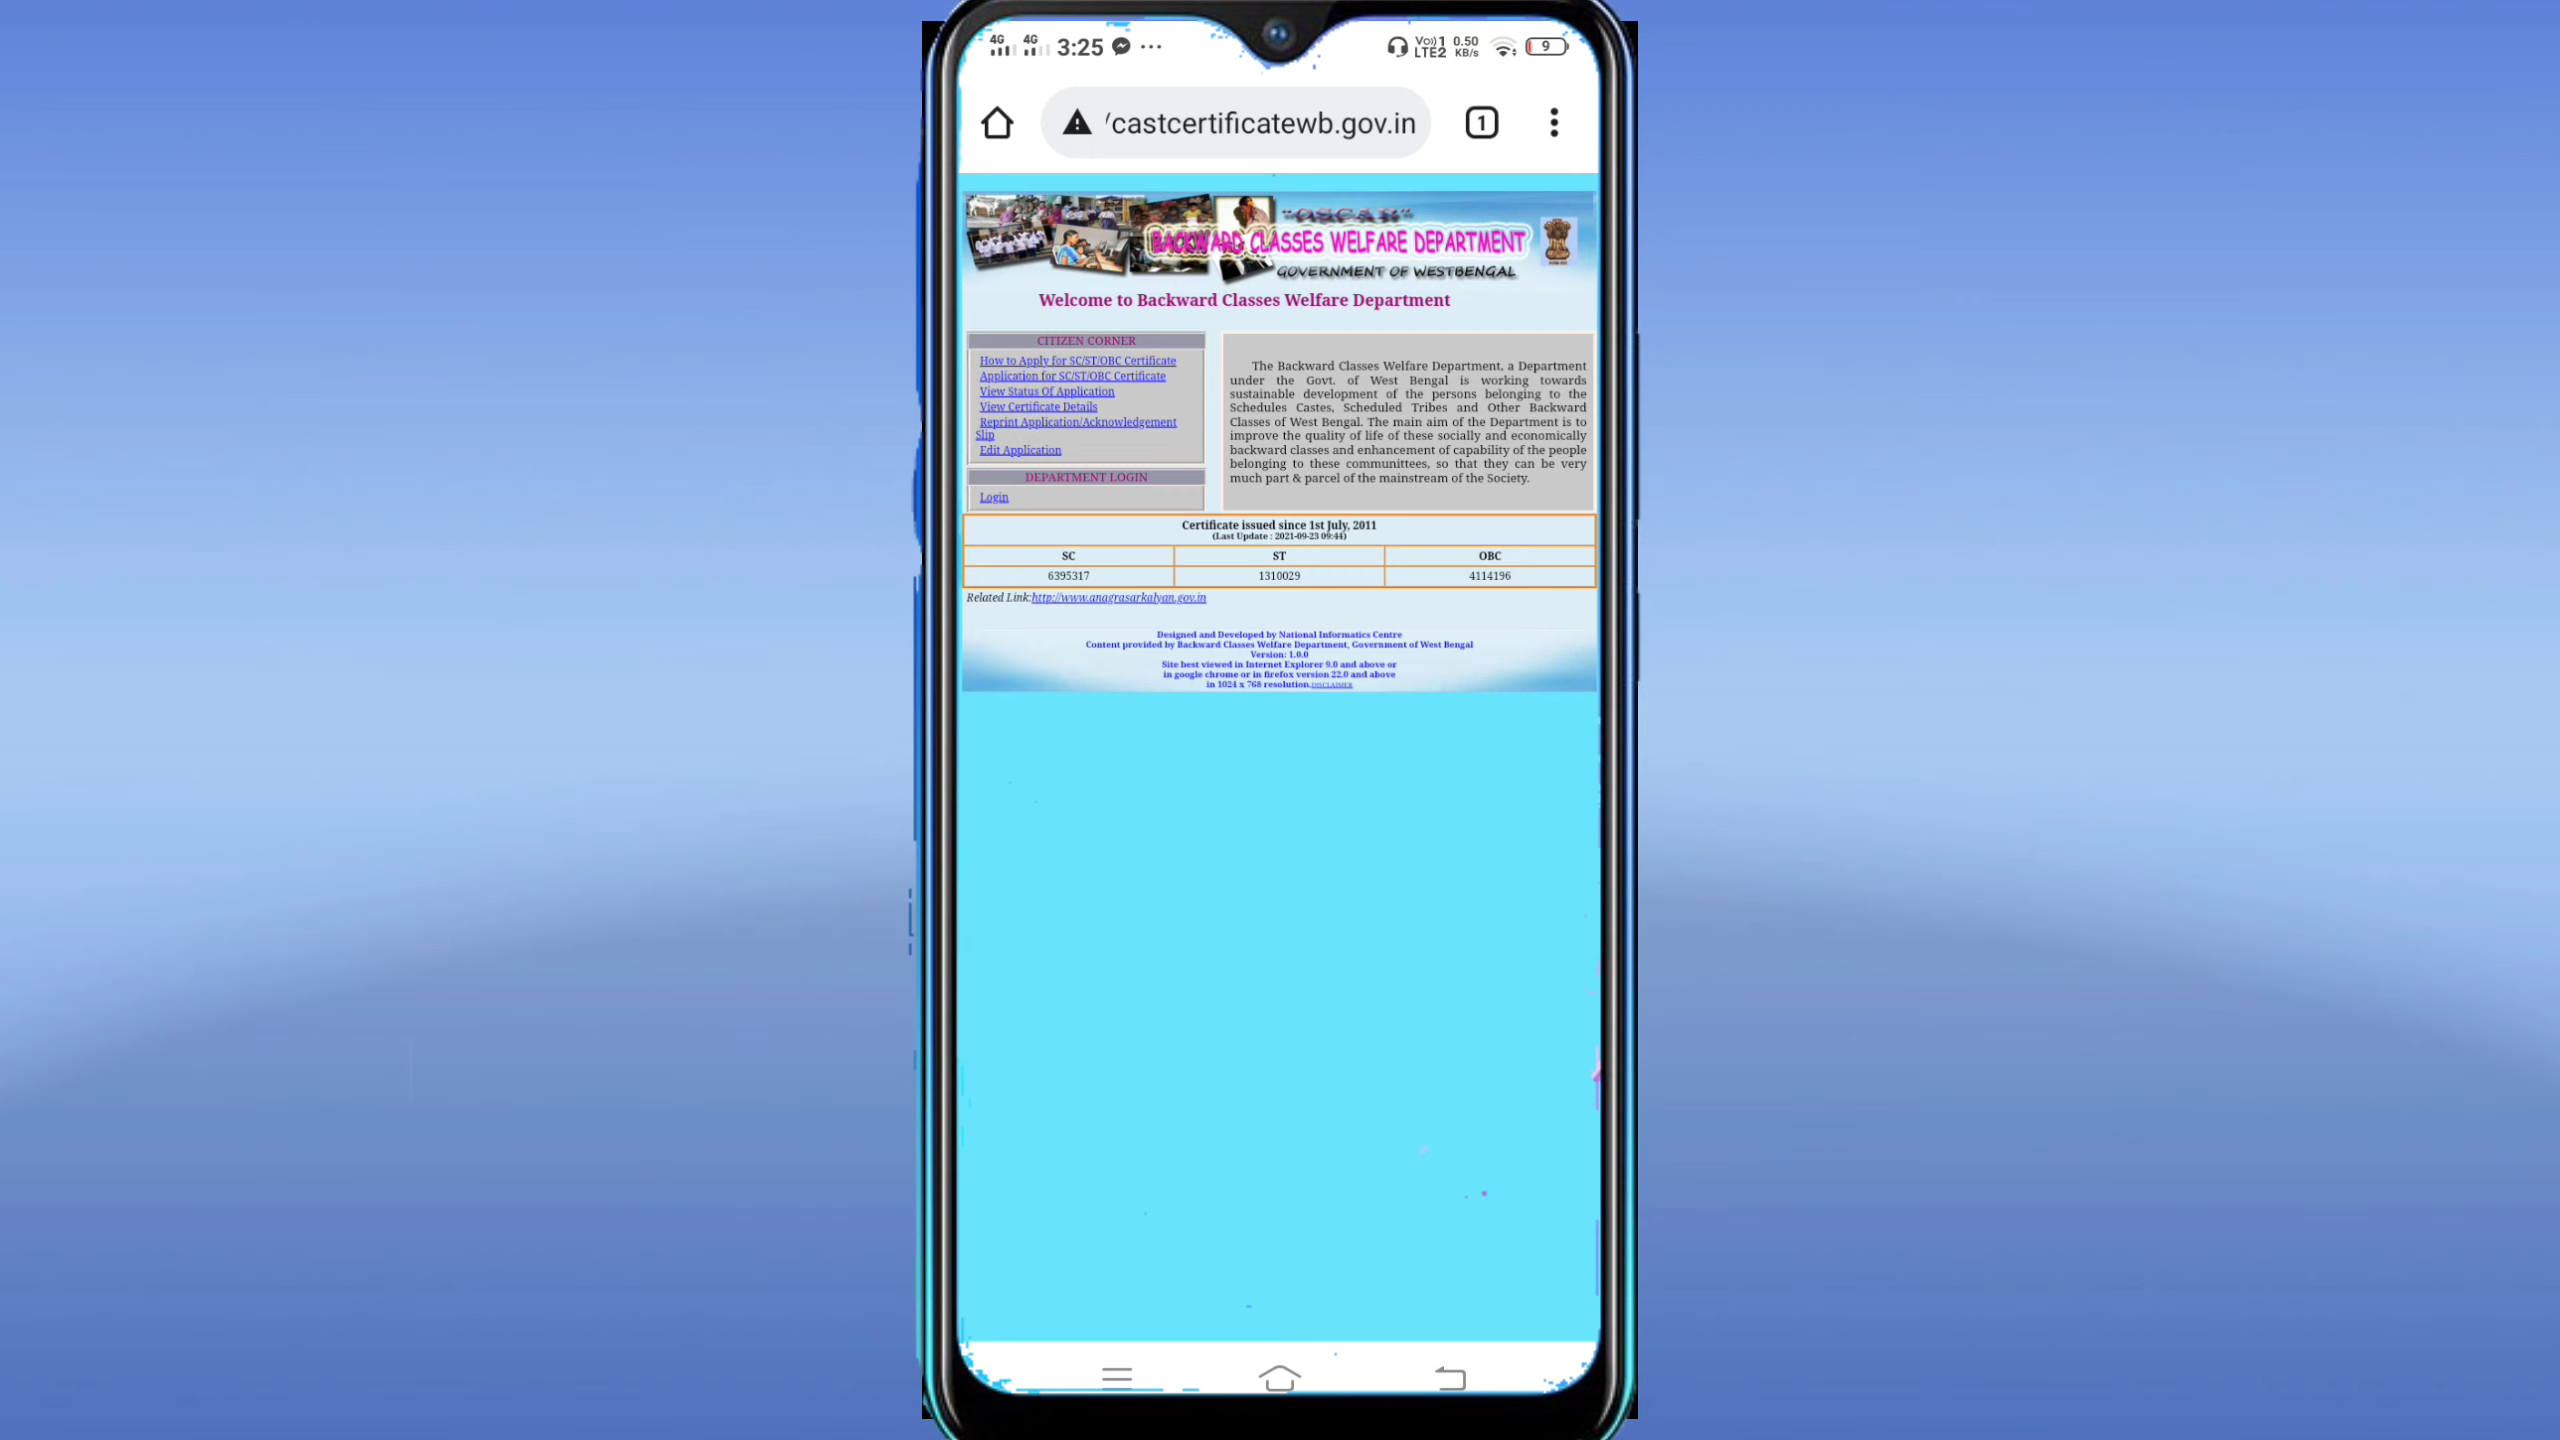 4G 4G 3:25 ··· Vo)) 1 LTE2 0.50 KB/s 9
castcertificatewb.gov.in 1
"OSCAR"
BACKWARD CLASSES WELFARE DEPARTMENT
GOVERNMENT OF WESTBENGAL
Welcome to Backward Classes Welfare Department
CITIZEN CORNER
How to Apply for SC/ST/OBC Certificate
Application for SC/ST/OBC Certificate
View Status Of Application
View Certificate Details
Reprint Application/Acknowledgement
Slip
Edit Application
DEPARTMENT LOGIN
Login
The Backward Classes Welfare Department, a Department
under the Govt. of West Bengal is working towards
sustainable development of the persons belonging to the
Schedules Castes, Scheduled Tribes and Other Backward
Classes of West Bengal. The main aim of the Department is to
improve the quality of life of these socially and economically
backward classes and enhancement of capability of the people
belonging to these communittees, so that they can be very
much part & parcel of the mainstream of the Society.
Certificate issued since 1st July, 2011
(Last Update : 2021-09-23 09:44)
SC ST OBC
6395317 1310029 4114196
Related Link:http://www.anagrasarkalyan.gov.in
Designed and Developed by National Informatics Centre
Content provided by Backward Classes Welfare Department, Government of West Bengal
Version: 1.0.0
Site best viewed in Internet Explorer 9.0 and above or
in google chrome or in firefox version 22.0 and above
in 1024 x 768 resolution.DISCLAIMER